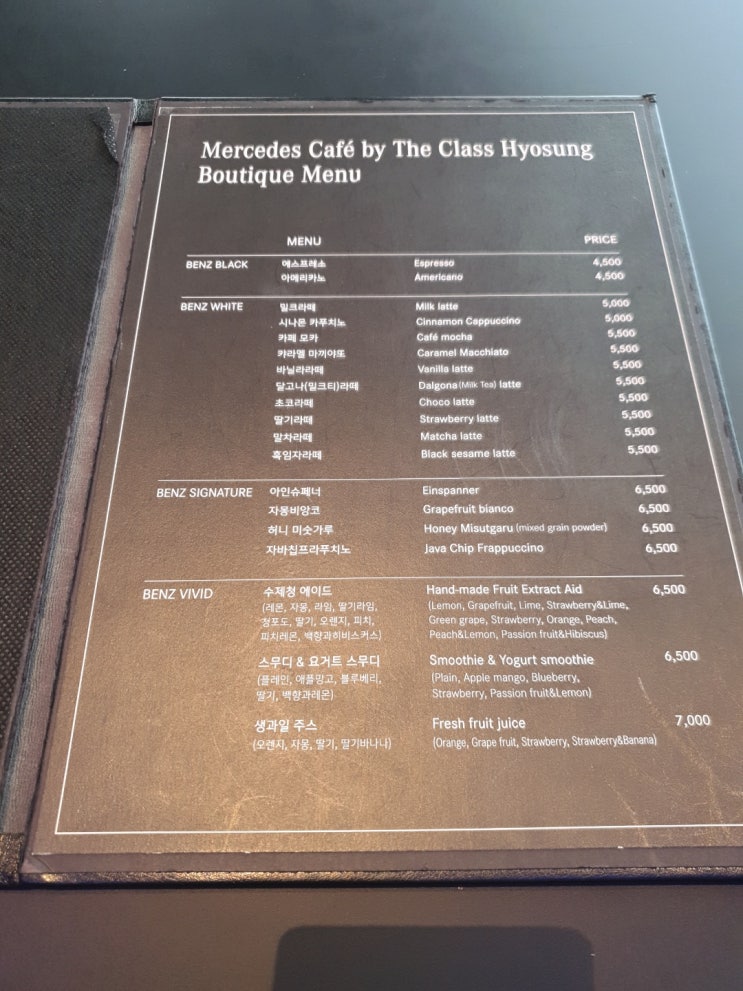 Mercedes Café by The Class Hyosung
Boutique Menu
MENU PRICE
BENZ BLACK 에스프레소 Espresso 4,500
아메리카노 Americano 4,500
BENZ WHITE 밀크라떼 Milk latte 5,000
시나몬 카푸치노 Cinnamon Cappuccino 5,000
카페 모카 Café mocha 5,500
카라멜 마끼야또 Caramel Macchiato 5,500
바닐라라떼 Vanilla latte 5,500
달고나(밀크티)라떼 Dalgona (Milk Tea) latte 5,500
초코라떼 Choco latte 5,500
딸기라떼 Strawberry latte 5,500
말차라떼 Matcha latte 5,500
흑임자라떼 Black sesame latte 5,500
BENZ SIGNATURE 아인슈페너 Einspanner 6,500
자몽비앙코 Grapefruit bianco 6,500
허니 미숫가루 Honey Misutgaru (mixed grain powder) 6,500
자바칩프라푸치노 Java Chip Frappuccino 6,500
BENZ VIVID 수제청 에이드 Hand-made Fruit Extract Aid 6,500
(레몬, 자몽, 라임, 딸기라임, (Lemon, Grapefruit, Lime, Strawberry&Lime,
청포도, 딸기, 오렌지, 피치, Green grape, Strawberry, Orange, Peach,
피치레몬, 백향과히비스커스) Peach&Lemon, Passion fruit&Hibiscus)
스무디 & 요거트 스무디 Smoothie & Yogurt smoothie 6,500
(플레인, 애플망고, 블루베리, (Plain, Apple mango, Blueberry,
딸기, 백향과레몬) Strawberry, Passion fruit&Lemon)
생과일 주스 Fresh fruit juice 7,000
(오렌지, 자몽, 딸기, 딸기바나나) (Orange, Grape fruit, Strawberry, Strawberry&Banana)